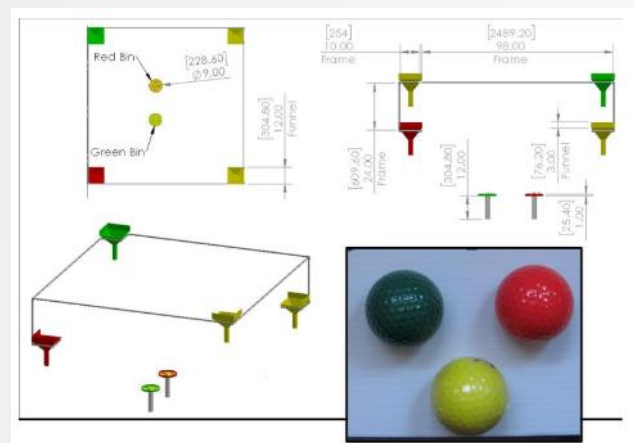 Red Bin
[228.60]
Ø9.00
Green Bin
[304.80]
12.00
Funnel
[254]
10.00
Frame
[2489.20]
98.00
Frame
[609.60]
24.00
Frame
[304.80]
12.00
[76.20]
3.00
Funnel
[25.40]
1.00